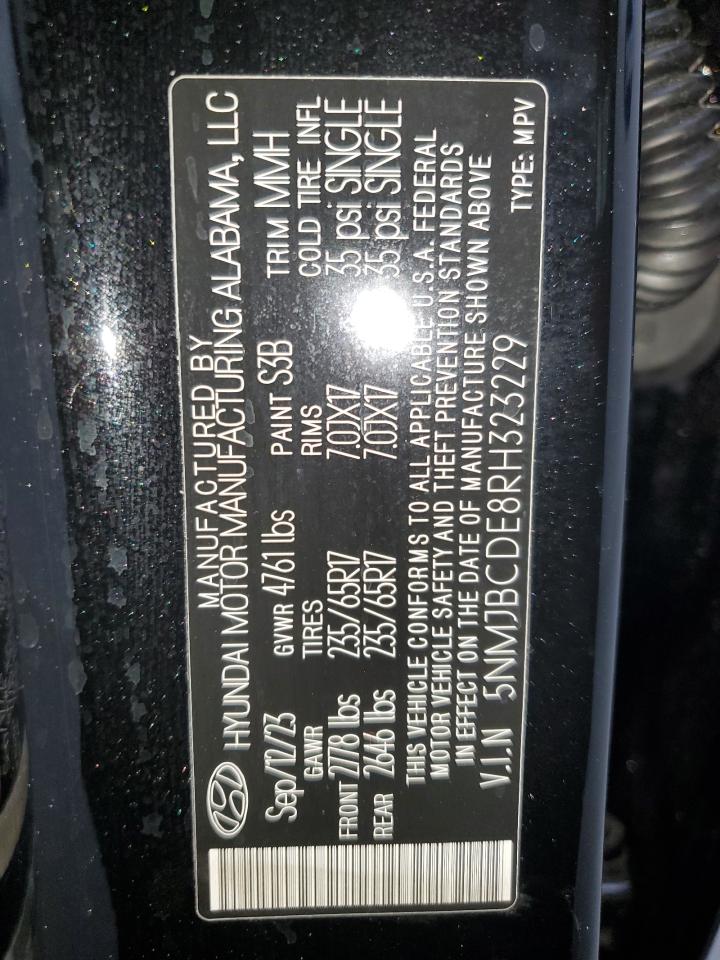 MANUFACTURED BY
HYUNDAI MOTOR MANUFACTURING ALABAMA, LLC
Sep/12/23 GVWR 4761 lbs PAINT S3B TRIM MMH
GAWR TIRES RIMS COLD TIRE INFL
FRONT 2778 lbs 235/65R17 7.0JX17 35 psi SINGLE
REAR 2646 lbs 235/65R17 7.0JX17 35 psi SINGLE
THIS VEHICLE CONFORMS TO ALL APPLICABLE U.S.A. FEDERAL
MOTOR VEHICLE SAFETY AND THEFT PREVENTION STANDARDS
IN EFFECT ON THE DATE OF MANUFACTURE SHOWN ABOVE
V.I.N 5NMJBCDE8RH323229 TYPE: MPV